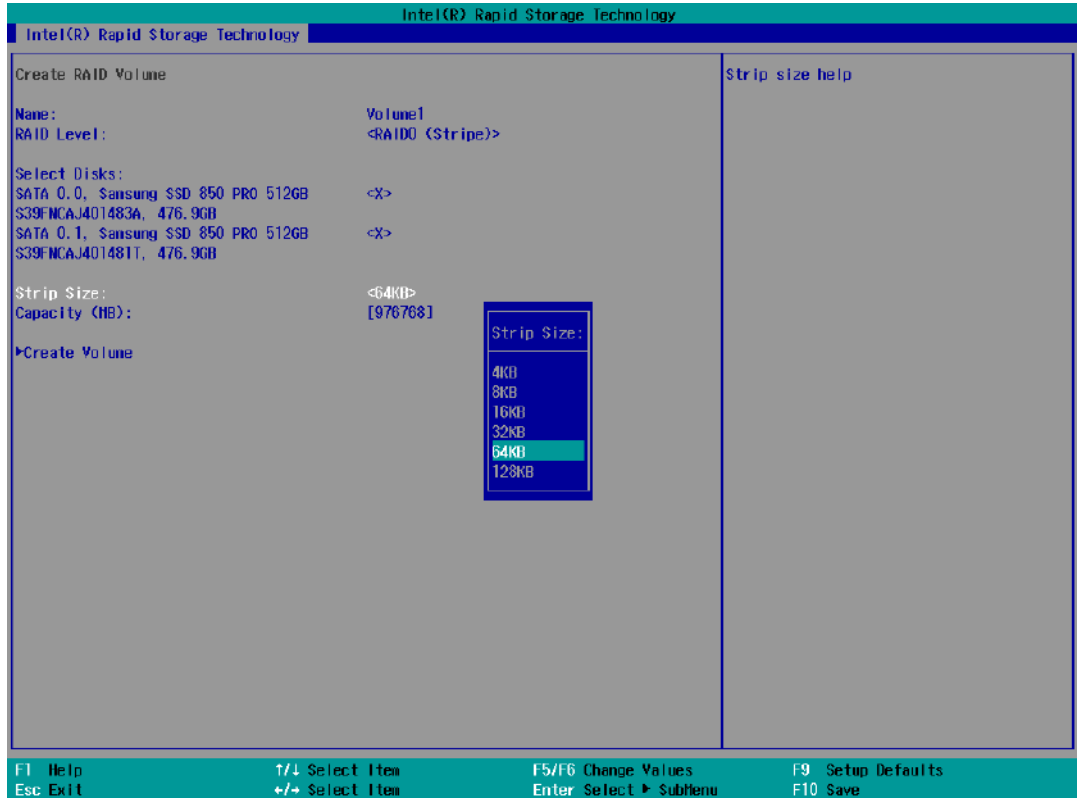 Intel(R) Rapid Storage Technology
Intel(R) Rapid Storage Technology
Create RAID Volume
Strip size help
Name: Volume1
RAID Level: <RAID0 (Stripe)>
Select Disks:
SATA 0.0, Samsung SSD 850 PRO 512GB <X>
S39FNCAJ401483A, 476.9GB
SATA 0.1, Samsung SSD 850 PRO 512GB <X>
S39FNCAJ401481T, 476.9GB
Strip Size: <64KB>
Capacity (MB): [976768]
▶Create Volume
Strip Size:
4KB
8KB
16KB
32KB
64KB
128KB
F1 Help ↑/↓ Select Item F5/F6 Change Values F9 Setup Defaults
Esc Exit ←/→ Select Item Enter Select ▶ SubMenu F10 Save